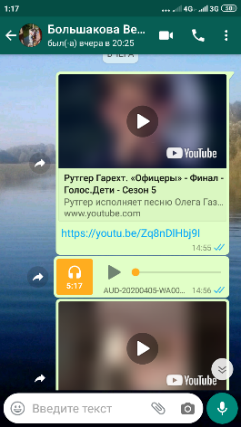 1:17
4G 3G 30
Большакова Ве...
был(-а) вчера в 20:25
ВЧЕРА
YouTube
Рутгер Гарехт. «Офицеры» - Финал -
Голос.Дети - Сезон 5
Рутгер исполняет песню Олега Газ...
www.youtube.com
https://youtu.be/Zq8nDlHbj9I
14:55
5:17
AUD-20200405-WA00...
14:56
YouTube
Введите текст